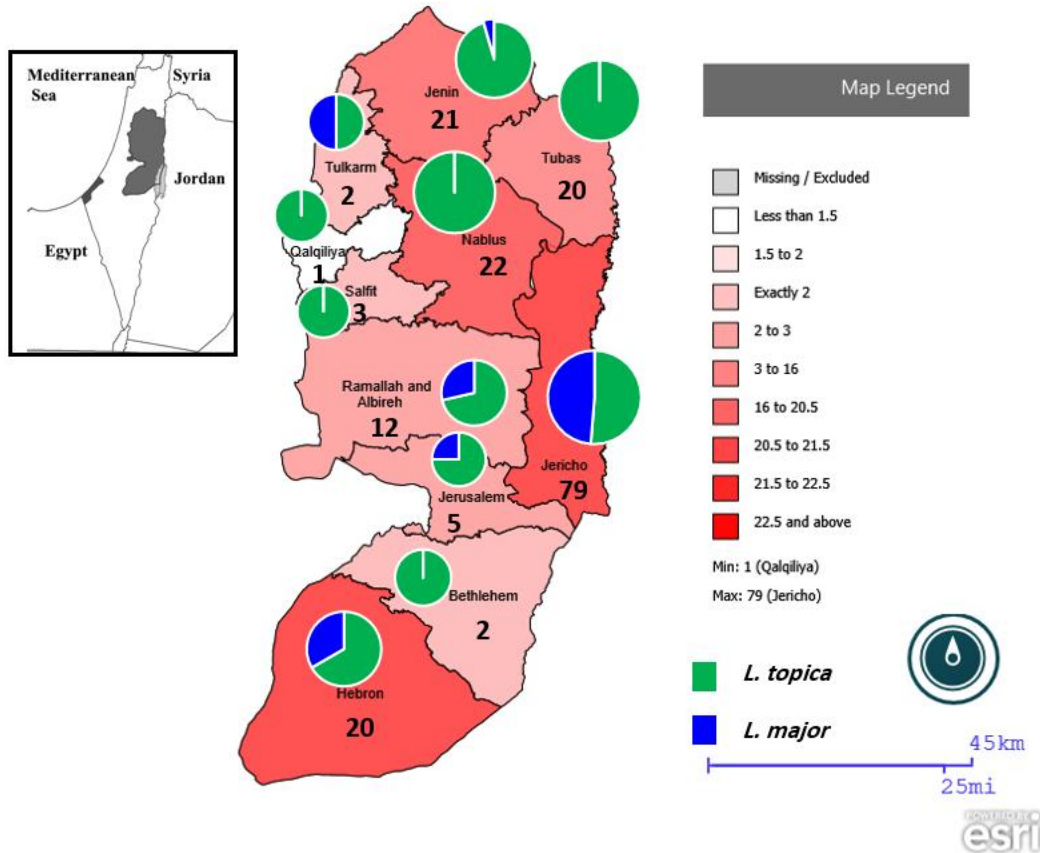 Mediterranean
Sea
Syria
Jordan
Egypt
Jenin
21
Tulkarm
2
Tubas
20
Nablus
22
Qalqiliya
1
Salfit
3
Ramallah and
Albireh
12
Jericho
79
Jerusalem
5
Bethlehem
2
Hebron
20
Map Legend
Missing / Excluded
Less than 1.5
1.5 to 2
Exactly 2
2 to 3
3 to 16
16 to 20.5
20.5 to 21.5
21.5 to 22.5
22.5 and above
Min: 1 (Qalqiliya)
Max: 79 (Jericho)
L. topica
L. major
45km
25mi
POWERED BY
esri